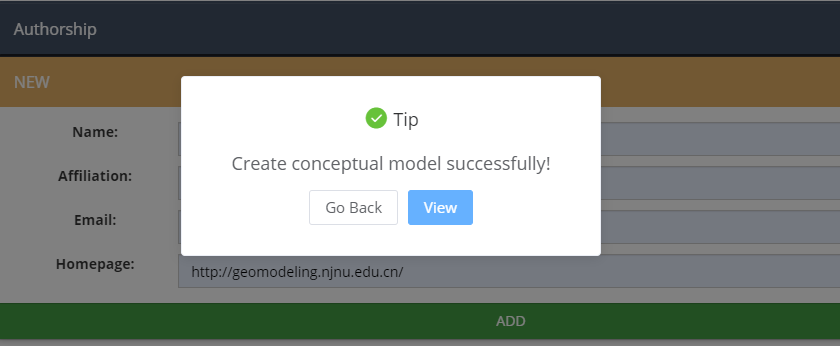 Authorship
NEW
Tip
Name:
Create conceptual model successfully!
Affiliation:
Go Back
View
Email:
Homepage:
http://geomodeling.njnu.edu.cn/
ADD